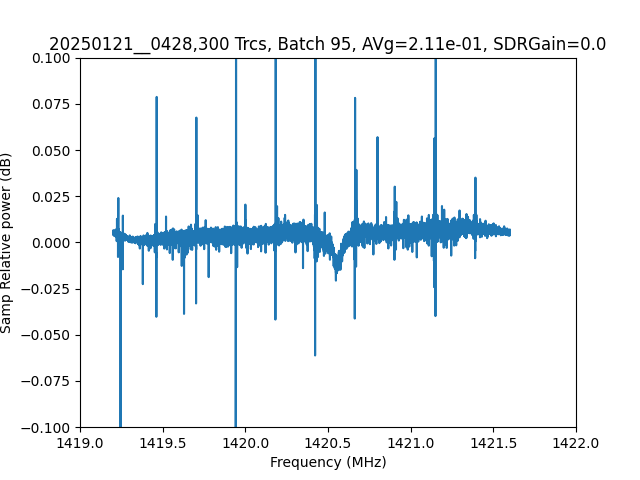 20250121__0428,300 Trcs, Batch 95, AVg=2.11e-01, SDRGain=0.0
0.100
0.075
0.050
0.025
0.000
−0.025
−0.050
−0.075
−0.100
Samp Relative power (dB)
1419.0 1419.5 1420.0 1420.5 1421.0 1421.5 1422.0
Frequency (MHz)